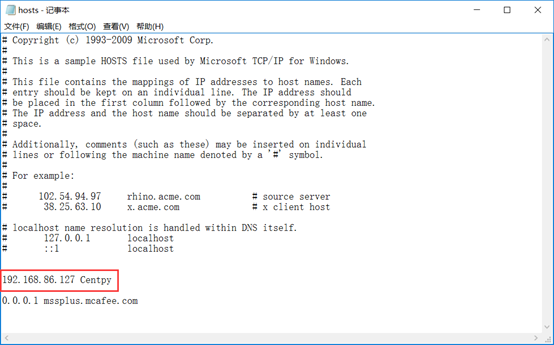 hosts - 记事本
文件(F) 编辑(E) 格式(O) 查看(V) 帮助(H)
# Copyright (c) 1993-2009 Microsoft Corp.
#
# This is a sample HOSTS file used by Microsoft TCP/IP for Windows.
#
# This file contains the mappings of IP addresses to host names. Each
# entry should be kept on an individual line. The IP address should
# be placed in the first column followed by the corresponding host name.
# The IP address and the host name should be separated by at least one
# space.
#
# Additionally, comments (such as these) may be inserted on individual
# lines or following the machine name denoted by a '#' symbol.
#
# For example:
#
#      102.54.94.97     rhino.acme.com          # source server
#       38.25.63.10     x.acme.com              # x client host

# localhost name resolution is handled within DNS itself.
#       127.0.0.1       localhost
#       ::1             localhost

192.168.86.127 Centpy

0.0.0.1 mssplus.mcafee.com